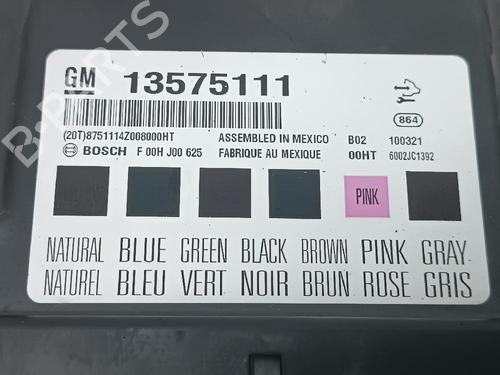 B-PARTS
GM 13575111
864
(20T)8751114Z008000HT ASSEMBLED IN MEXICO B02 100321
BOSCH F 00H J00 625 FABRIQUE AU MEXIQUE 00HT 6002JC1392
PINK
NATURAL BLUE GREEN BLACK BROWN PINK GRAY
NATUREL BLEU VERT NOIR BRUN ROSE GRIS